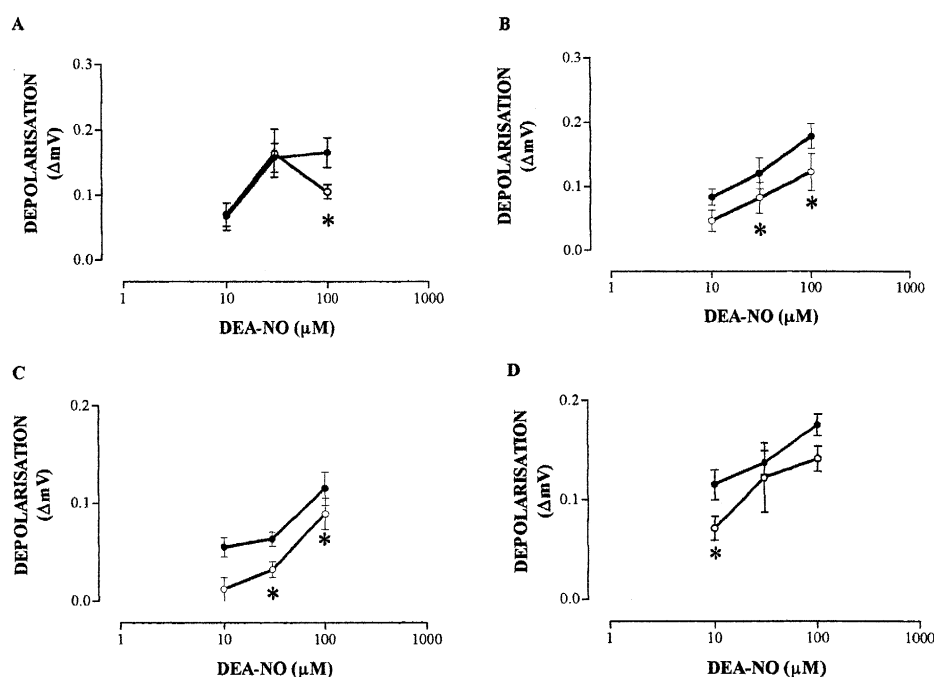 A
DEPOLARISATION
(ΔmV)
0.3
0.2
0.1
0.0
*
1 10 100 1000
DEA-NO (μM)
B
DEPOLARISATION
(ΔmV)
0.3
0.2
0.1
0.0
* *
1 10 100 1000
DEA-NO (μM)
C
DEPOLARISATION
(ΔmV)
0.2
0.1
0.0
* *
1 10 100 1000
DEA-NO (μM)
D
DEPOLARISATION
(ΔmV)
0.2
0.1
0.0
*
1 10 100 1000
DEA-NO (μM)